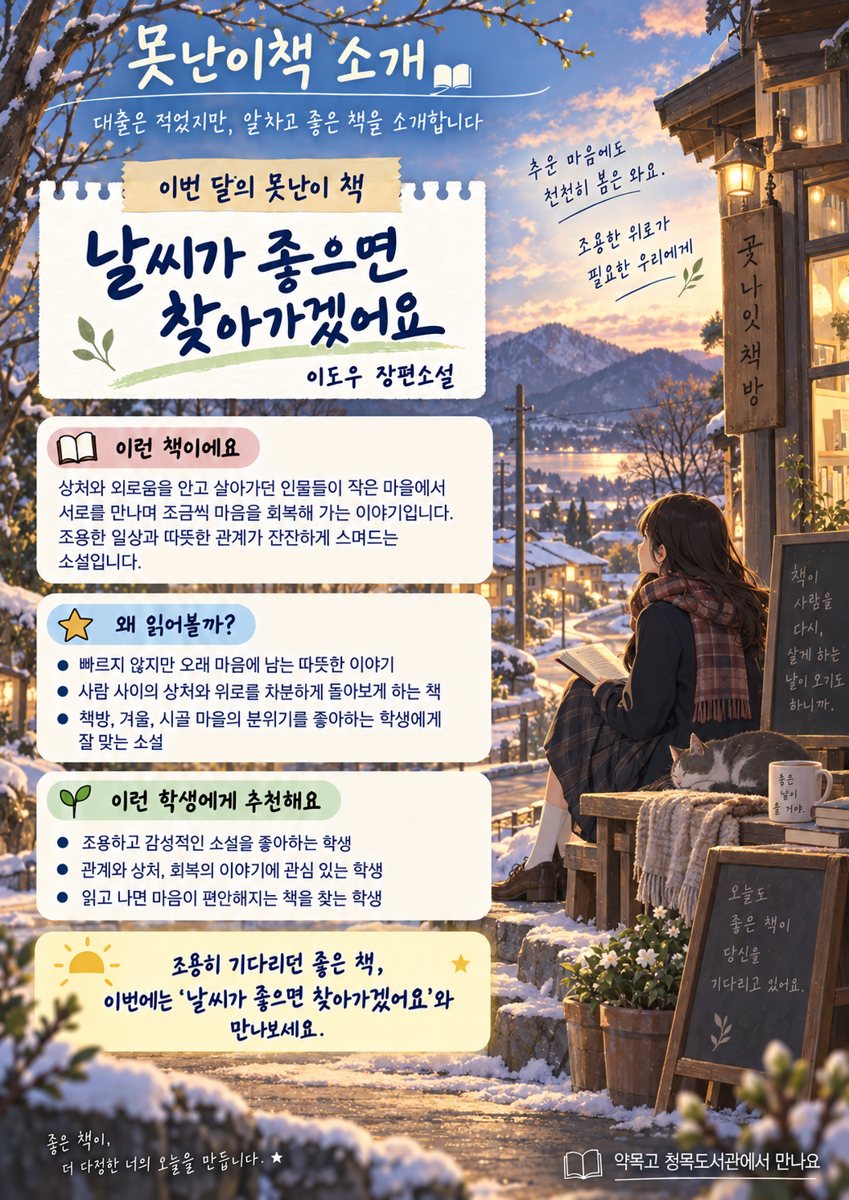 못난이책 소개
대출은 적었지만, 알차고 좋은 책을 소개합니다
이번 달의 못난이 책
날씨가 좋으면
찾아가겠어요
이도우 장편소설
추운 마음에도
천천히 봄은 와요.
조용한 위로가
필요한 우리에게
굿나잇책방
이런 책이에요
상처와 외로움을 안고 살아가던 인물들이 작은 마을에서
서로를 만나며 조금씩 마음을 회복해 가는 이야기입니다.
조용한 일상과 따뜻한 관계가 잔잔하게 스며드는
소설입니다.
왜 읽어볼까?
● 빠르지 않지만 오래 마음에 남는 따뜻한 이야기
● 사람 사이의 상처와 위로를 차분하게 돌아보게 하는 책
● 책방, 겨울, 시골 마을의 분위기를 좋아하는 학생에게
잘 맞는 소설
이런 학생에게 추천해요
● 조용하고 감성적인 소설을 좋아하는 학생
● 관계와 상처, 회복의 이야기에 관심 있는 학생
● 읽고 나면 마음이 편안해지는 책을 찾는 학생
조용히 기다리던 좋은 책,
이번에는 ‘날씨가 좋으면 찾아가겠어요’와
만나보세요.
책이
사람을
다시,
살게 하는
날이 오기도
하니까.
좋은
날이
올 거야.
오늘도
좋은 책이
당신을
기다리고 있어요.
좋은 책이,
더 다정한 너의 오늘을 만듭니다.
약목고 청목도서관에서 만나요